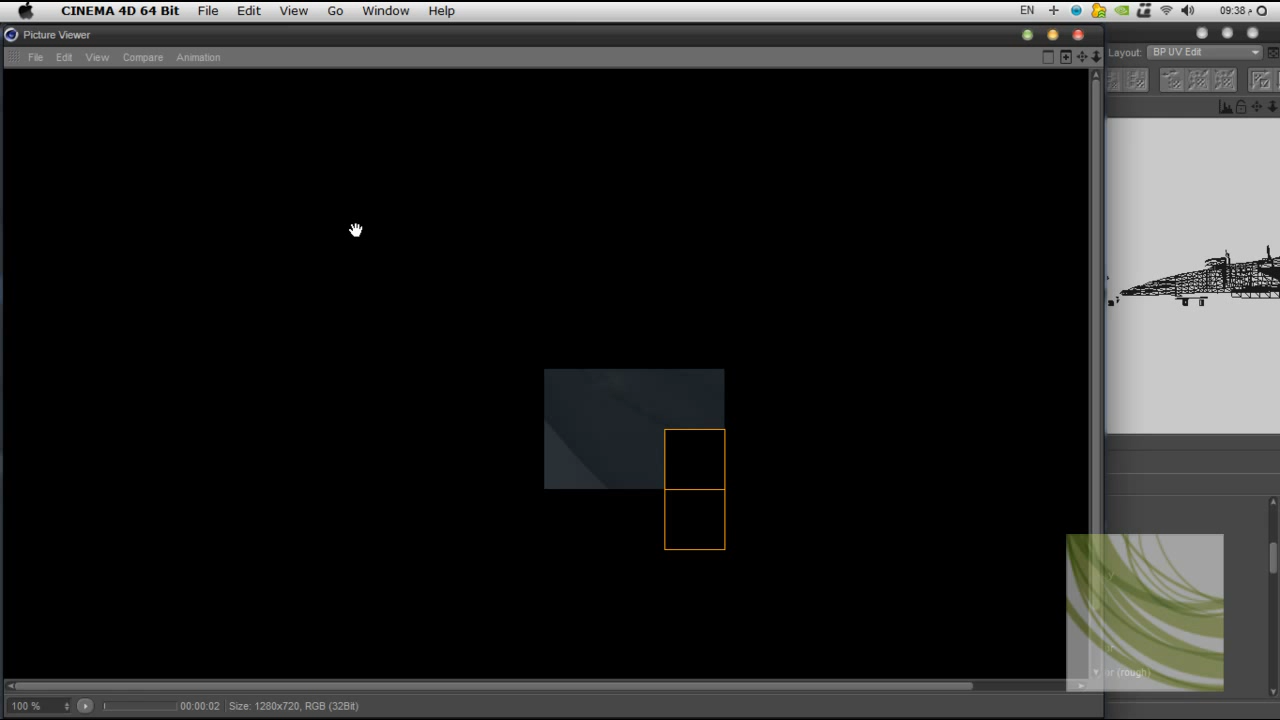 CINEMA 4D 64 Bit File Edit View Go Window Help EN 09:38
Picture Viewer
File Edit View Compare Animation
Layout: BP UV Edit
or (rough)
100 % 00:00:02 Size: 1280x720, RGB (32Bit)